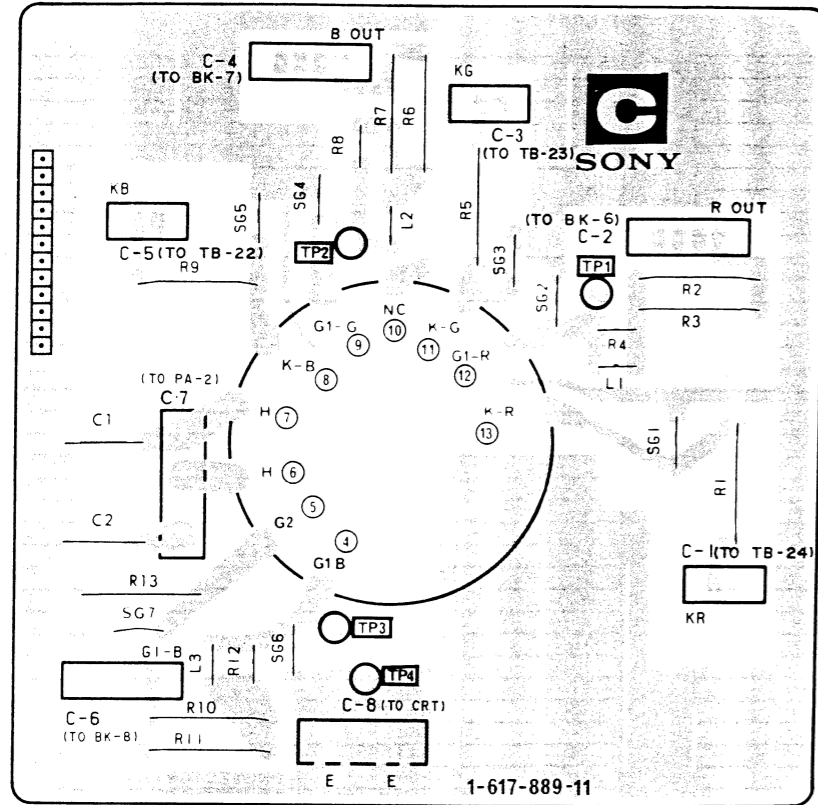 B OUT
C-4
(TO BK-7)
KG
C-3
(TO TB-23)
C
SONY
R8
R7
R6
KB
C-5 (TO TB-22)
R9
SG5
SG4
L2
R5
TP2
SG3
(TO BK-6)
C-2
R OUT
TP1
SG2
R2
R3
R4
L1
NC
10
G1-G
9
K-G
11
G1-R
12
K-B
8
K-R
13
(TO PA-2)
C-7
H
7
C1
H
6
5
G2
4
G1B
C2
SG1
R1
C-1 (TO TB-24)
KR
R13
SG7
G1-B
L3
R12
SG6
TP3
TP4
C-6
(TO BK-8)
R10
R11
C-8 (TO CRT)
E E
1-617-889-11